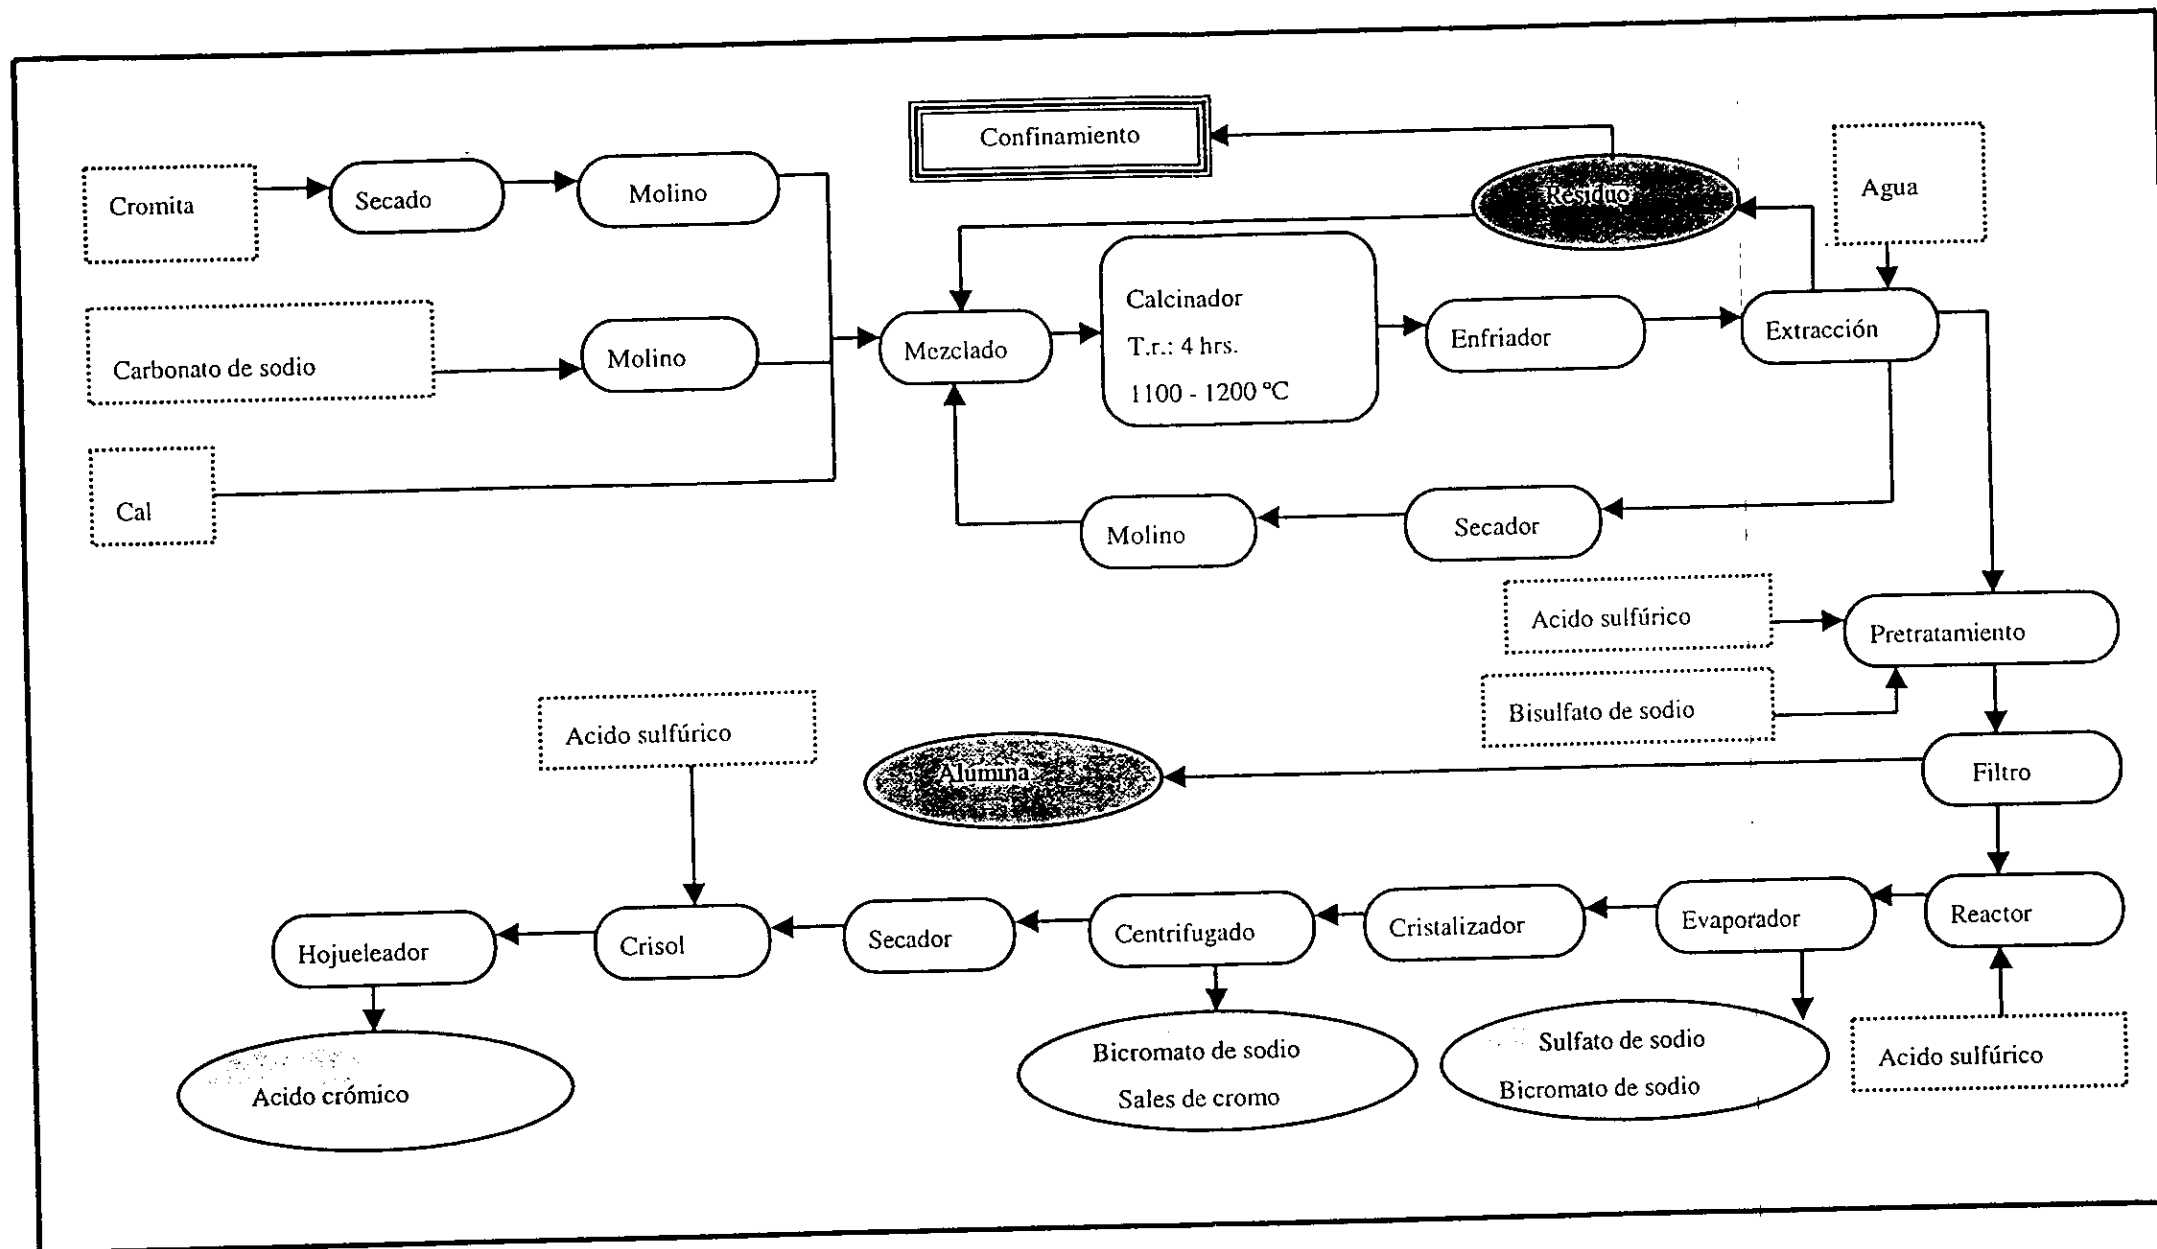 Confinamiento
Agua
Cromita
Secado
Molino
Residuo
Carbonato de sodio
Molino
Mezclado
Calcinador
T.r.: 4 hrs.
1100 - 1200 ºC
Enfriador
Extracción
Cal
Molino
Secador
Acido sulfúrico
Pretratamiento
Bisulfato de sodio
Acido sulfúrico
Alúmina
Filtro
Hojueleador
Crisol
Secador
Centrifugado
Cristalizador
Evaporador
Reactor
Acido crómico
Bicromato de sodio
Sales de cromo
Sulfato de sodio
Bicromato de sodio
Acido sulfúrico